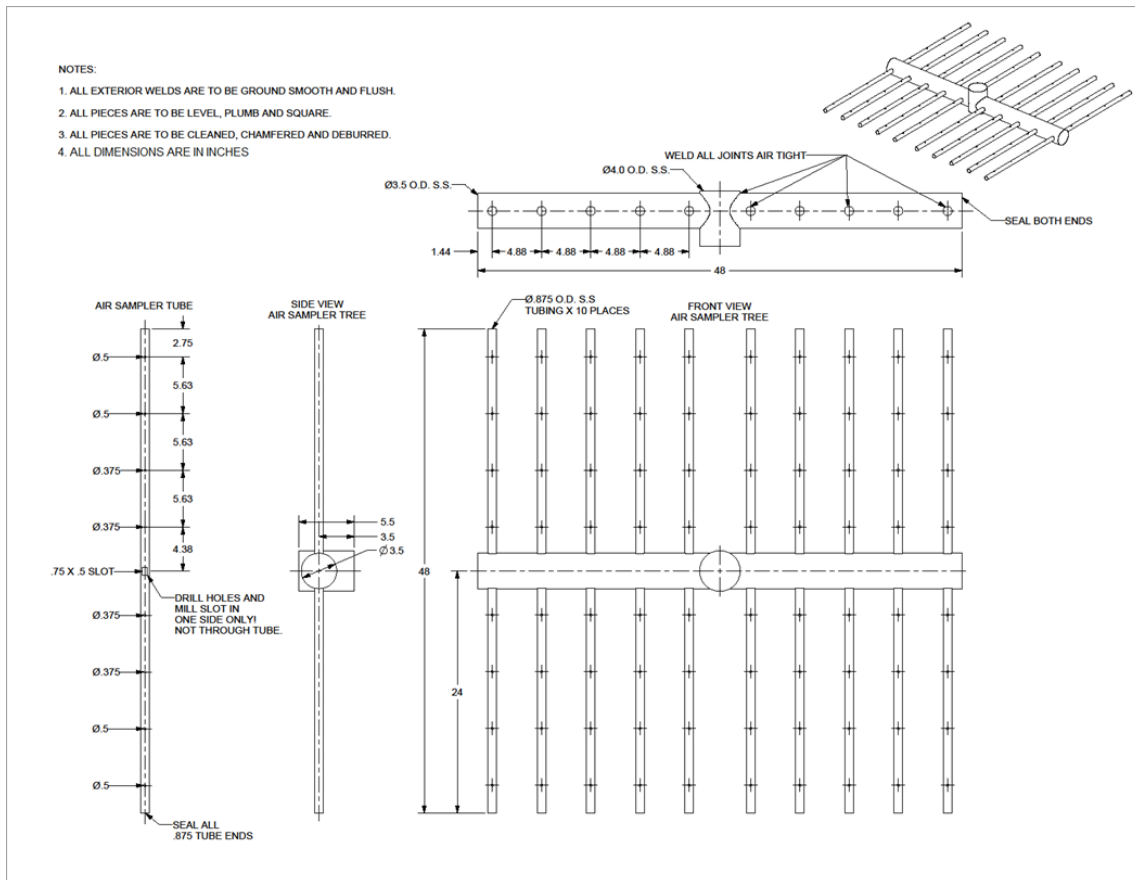 NOTES:
1. ALL EXTERIOR WELDS ARE TO BE GROUND SMOOTH AND FLUSH.
2. ALL PIECES ARE TO BE LEVEL, PLUMB AND SQUARE.
3. ALL PIECES ARE TO BE CLEANED, CHAMFERED AND DEBURRED.
4. ALL DIMENSIONS ARE IN INCHES
WELD ALL JOINTS AIR TIGHT
Ø4.0 O.D. S.S.
Ø3.5 O.D. S.S.
SEAL BOTH ENDS
1.44
4.88
4.88
4.88
4.88
48
AIR SAMPLER TUBE
2.75
Ø.5
5.63
Ø.5
5.63
Ø.375
5.63
Ø.375
4.38
.75 X .5 SLOT
DRILL HOLES AND
MILL SLOT IN
ONE SIDE ONLY!
NOT THROUGH TUBE.
Ø.375
Ø.375
Ø.5
Ø.5
SEAL ALL
.875 TUBE ENDS
SIDE VIEW
AIR SAMPLER TREE
5.5
3.5
Ø3.5
Ø.875 O.D. S.S
TUBING X 10 PLACES
FRONT VIEW
AIR SAMPLER TREE
48
24